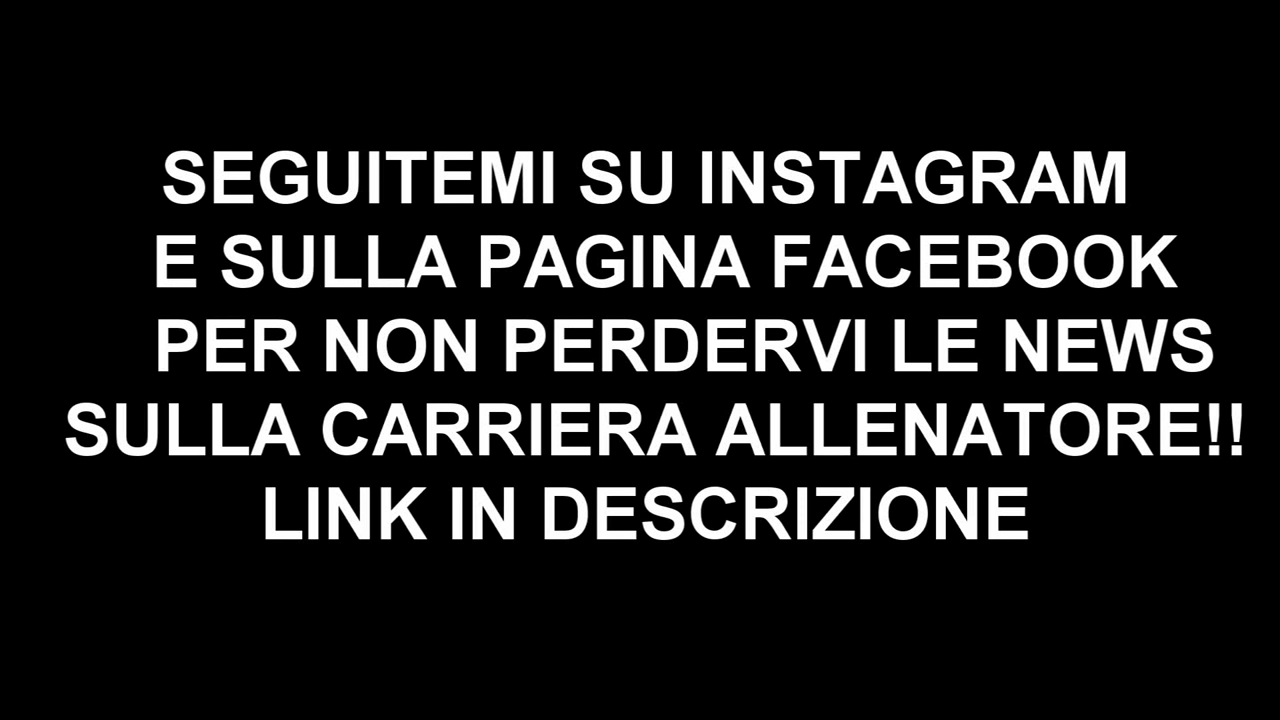 SEGUITEMI SU INSTAGRAM
E SULLA PAGINA FACEBOOK
PER NON PERDERVI LE NEWS
SULLA CARRIERA ALLENATORE!!
LINK IN DESCRIZIONE